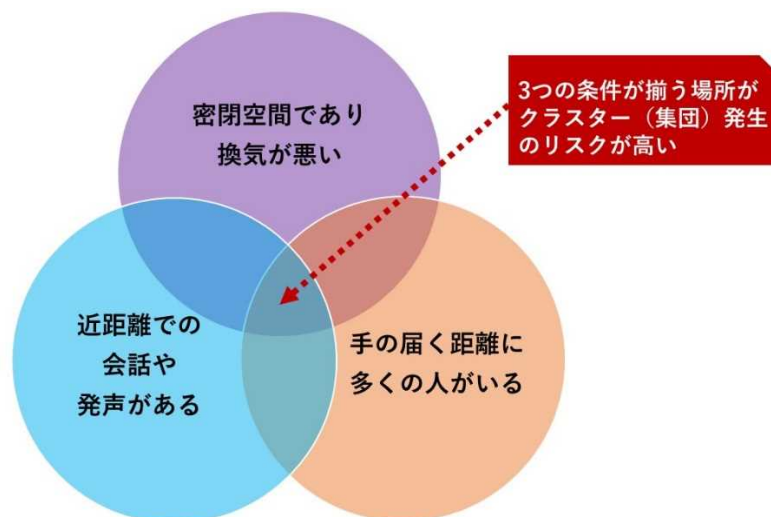 密閉空間であり
換気が悪い
3つの条件が揃う場所が
クラスター（集団）発生
のリスクが高い
近距離での
会話や
発声がある
手の届く距離に
多くの人がいる